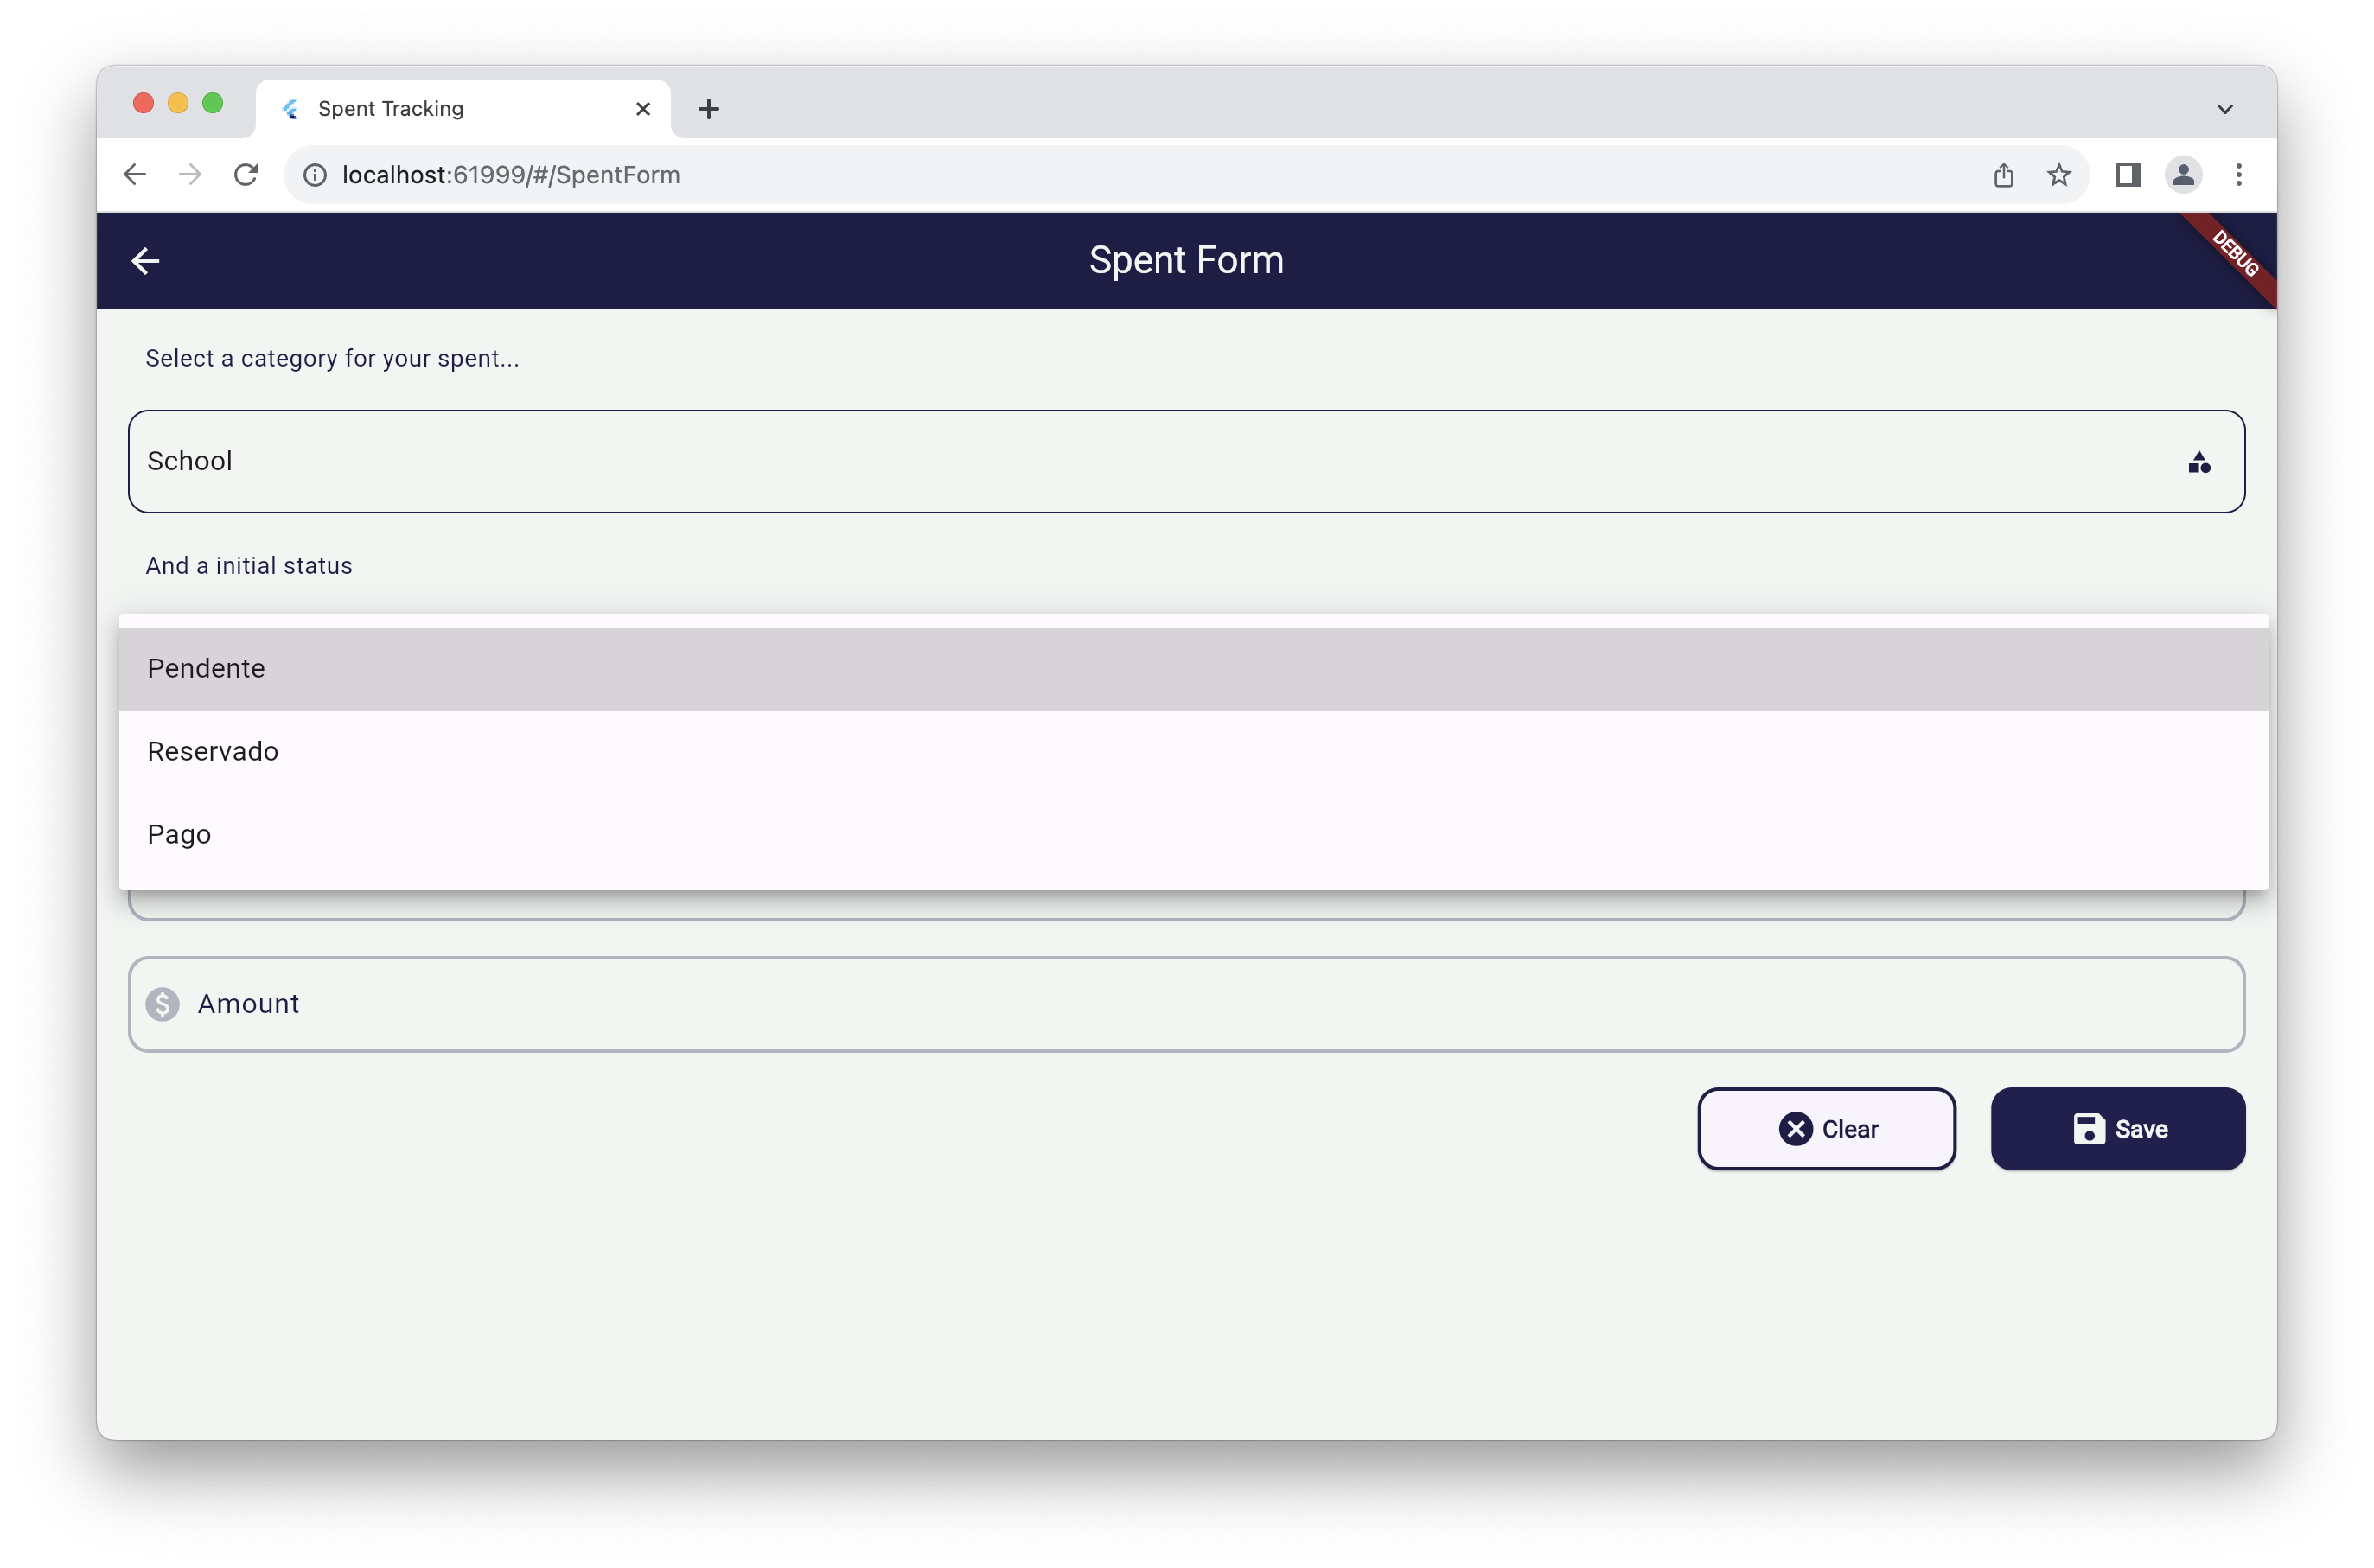 Spent Tracking
localhost:61999/#/SpentForm
Spent Form
DEBUG
Select a category for your spent...
School
And a initial status
Pendente
Reservado
Pago
Amount
Clear
Save